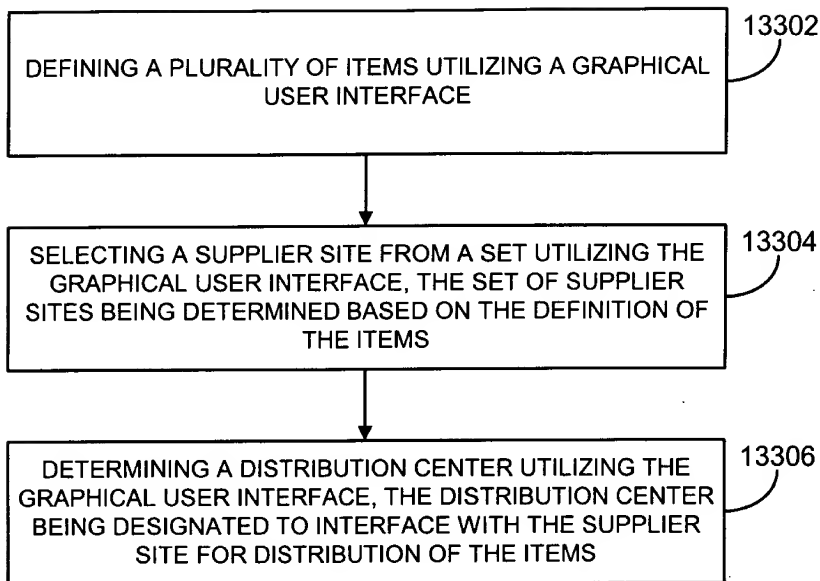 13302
DEFINING A PLURALITY OF ITEMS UTILIZING A GRAPHICAL
USER INTERFACE
13304
SELECTING A SUPPLIER SITE FROM A SET UTILIZING THE
GRAPHICAL USER INTERFACE, THE SET OF SUPPLIER
SITES BEING DETERMINED BASED ON THE DEFINITION OF
THE ITEMS
13306
DETERMINING A DISTRIBUTION CENTER UTILIZING THE
GRAPHICAL USER INTERFACE, THE DISTRIBUTION CENTER
BEING DESIGNATED TO INTERFACE WITH THE SUPPLIER
SITE FOR DISTRIBUTION OF THE ITEMS